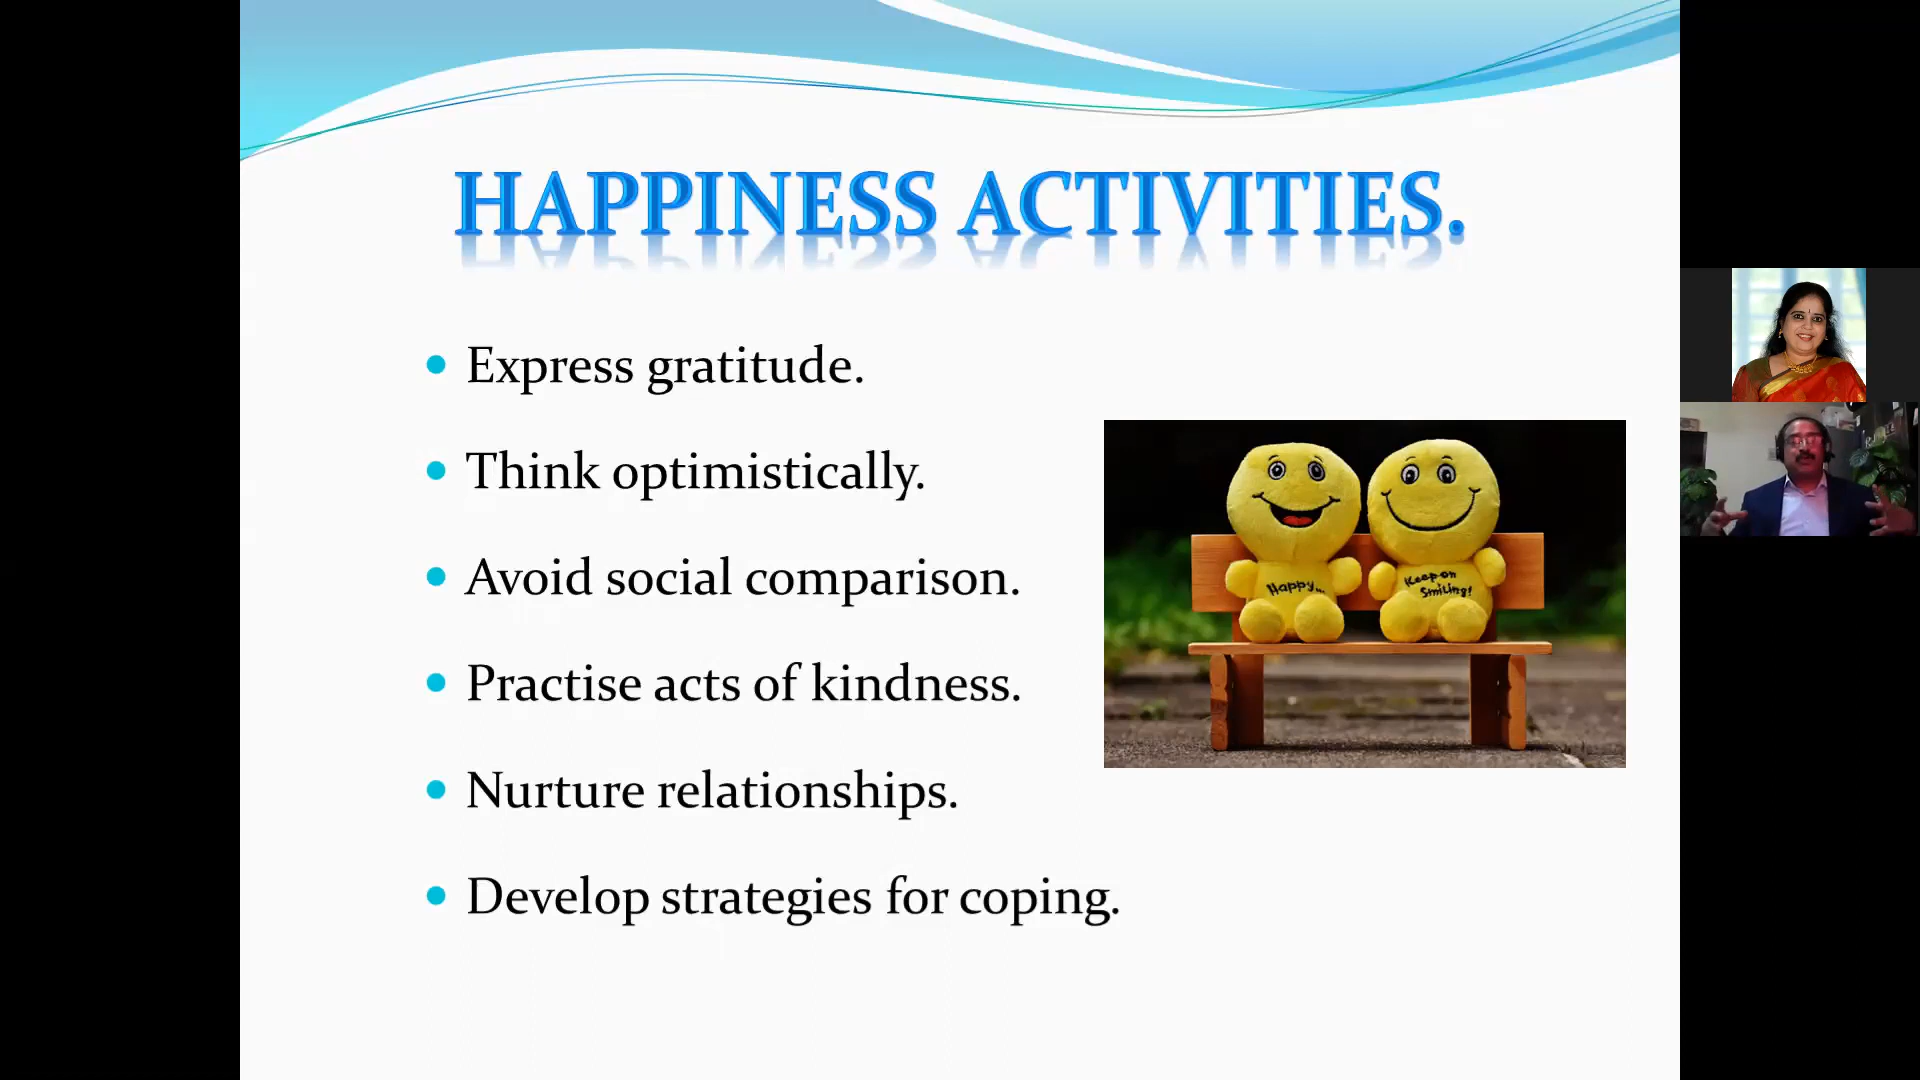 HAPPINESS ACTIVITIES.
Express gratitude.
Think optimistically.
Avoid social comparison.
Practise acts of kindness.
Nurture relationships.
Develop strategies for coping.
Happy...
Keep on
Smiling!